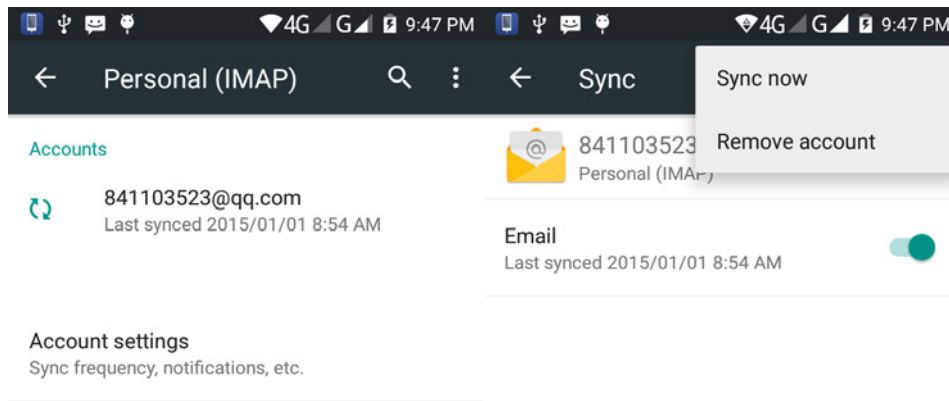 4G G 9:47 PM
Personal (IMAP)
Accounts
841103523@qq.com
Last synced 2015/01/01 8:54 AM
Account settings
Sync frequency, notifications, etc.
4G G 9:47 PM
Sync
Sync now
Remove account
@
841103523
Personal (IMAP)
Email
Last synced 2015/01/01 8:54 AM